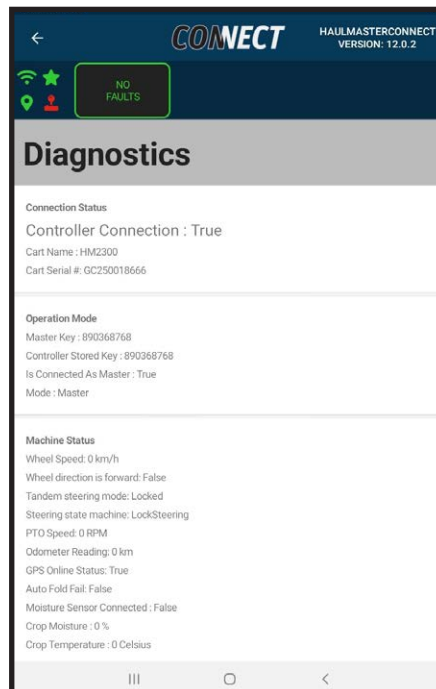 CONNECT
HAULMASTERCONNECT
VERSION: 12.0.2
NO
FAULTS
Diagnostics
Connection Status
Controller Connection : True
Cart Name : HM2300
Cart Serial #: GC250018666
Operation Mode
Master Key : 890368768
Controller Stored Key : 890368768
Is Connected As Master : True
Mode : Master
Machine Status
Wheel Speed: 0 km/h
Wheel direction is forward: False
Tandem steering mode: Locked
Steering state machine: LockSteering
PTO Speed: 0 RPM
Odometer Reading: 0 km
GPS Online Status: True
Auto Fold Fail: False
Moisture Sensor Connected : False
Crop Moisture : 0 %
Crop Temperature : 0 Celsius